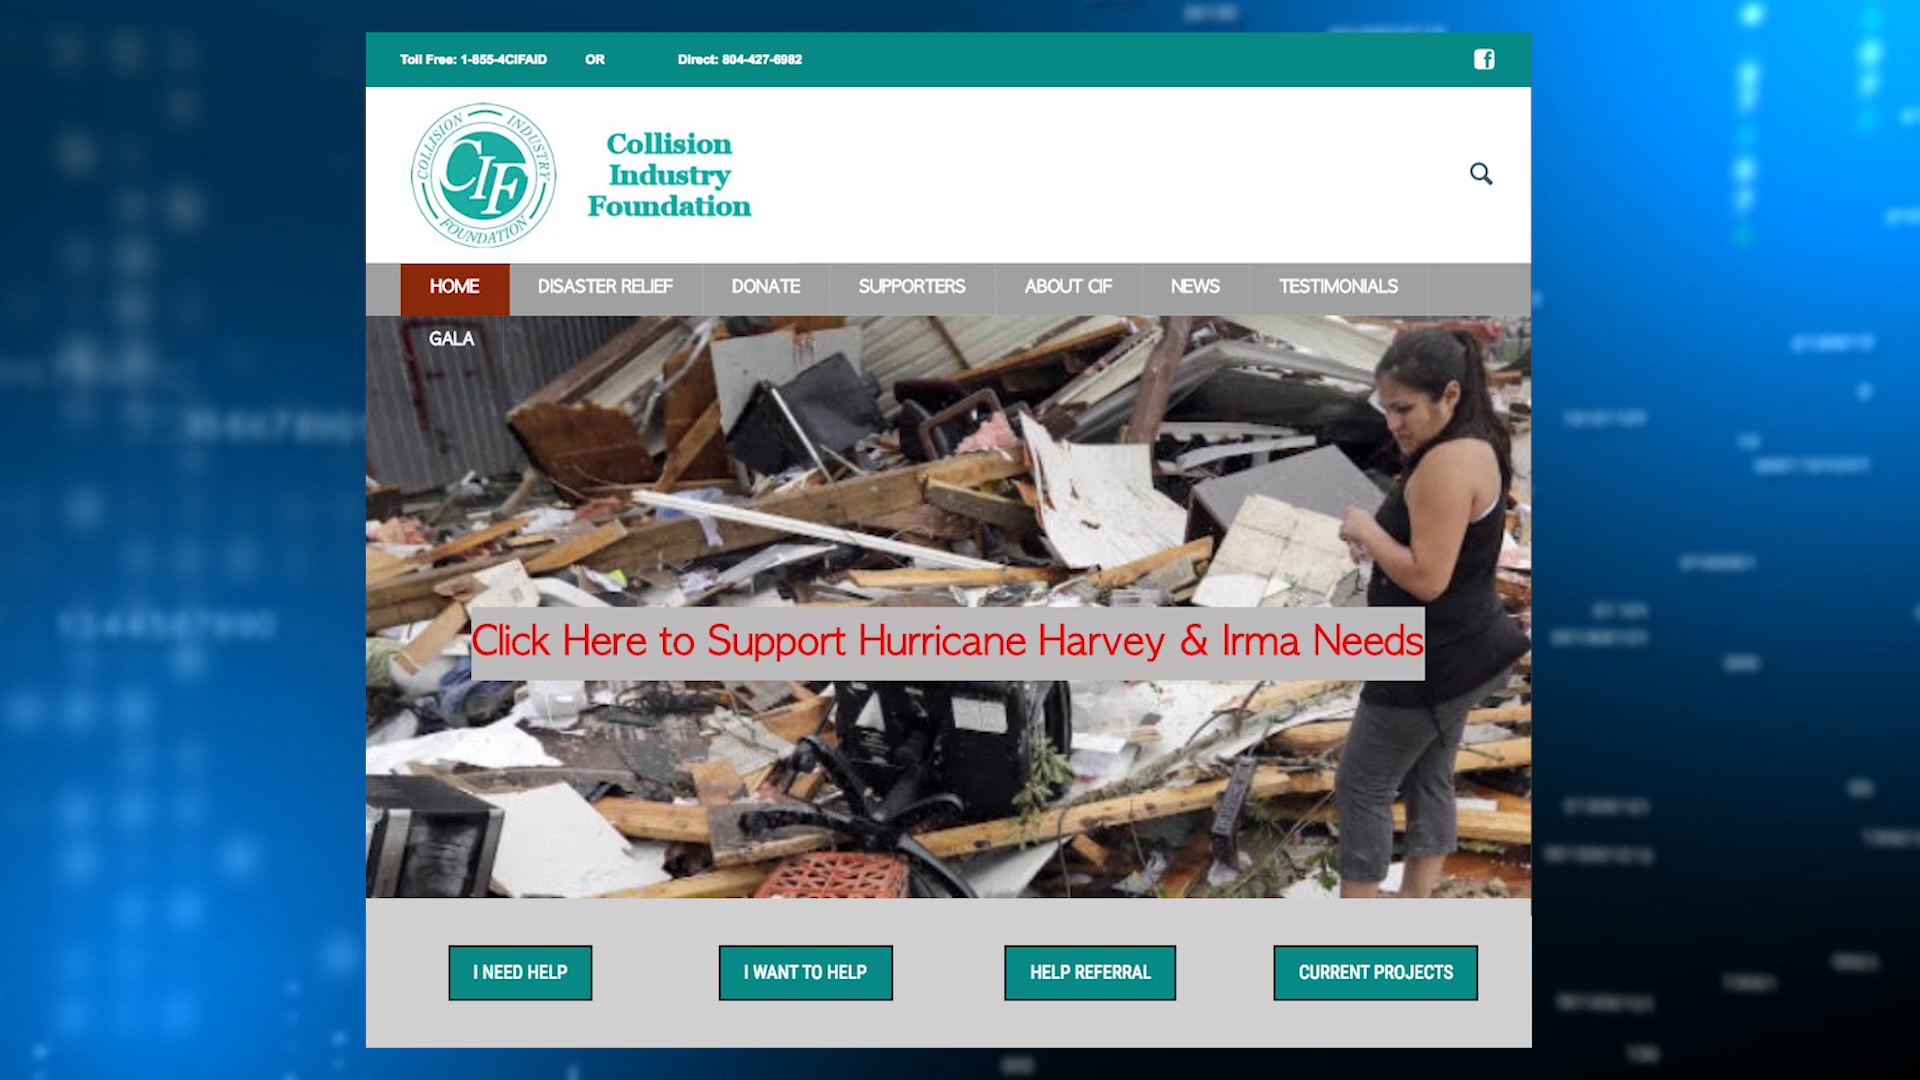 Toll Free: 1-855-4CIFAID OR Direct: 804-427-6982
COLLISION INDUSTRY FOUNDATION
CIF
Collision
Industry
Foundation
HOME DISASTER RELIEF DONATE SUPPORTERS ABOUT CIF NEWS TESTIMONIALS
GALA
Click Here to Support Hurricane Harvey & Irma Needs
I NEED HELP I WANT TO HELP HELP REFERRAL CURRENT PROJECTS